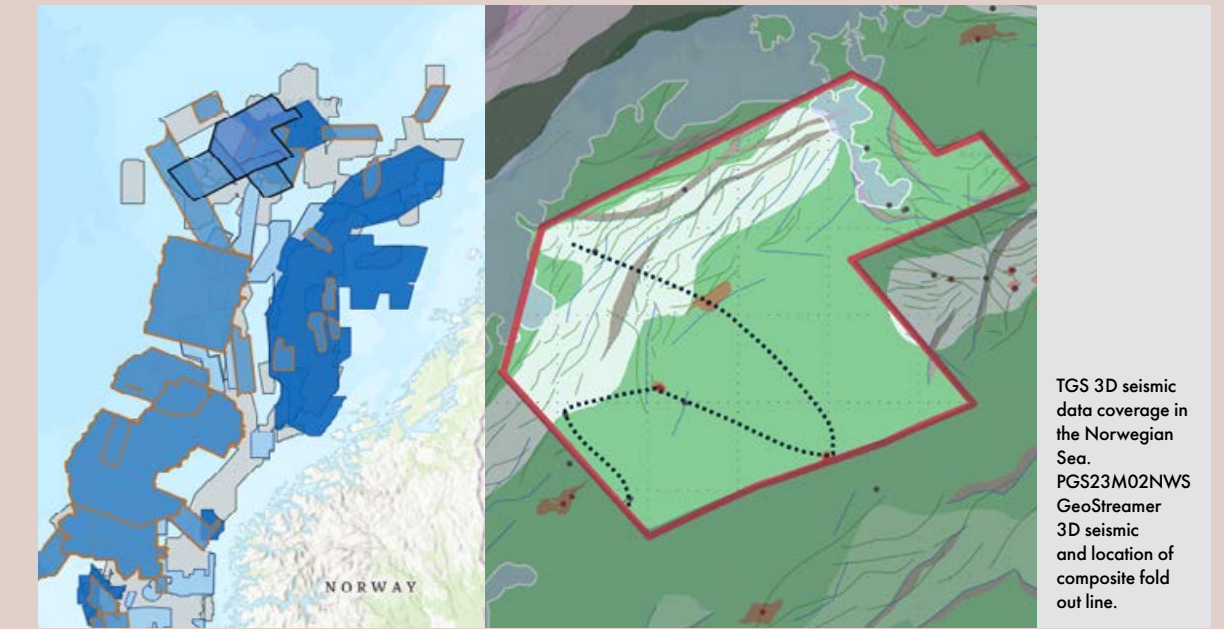 NORWAY
TGS 3D seismic
data coverage in
the Norwegian
Sea.
PGS23M02NWS
GeoStreamer
3D seismic
and location of
composite fold
out line.